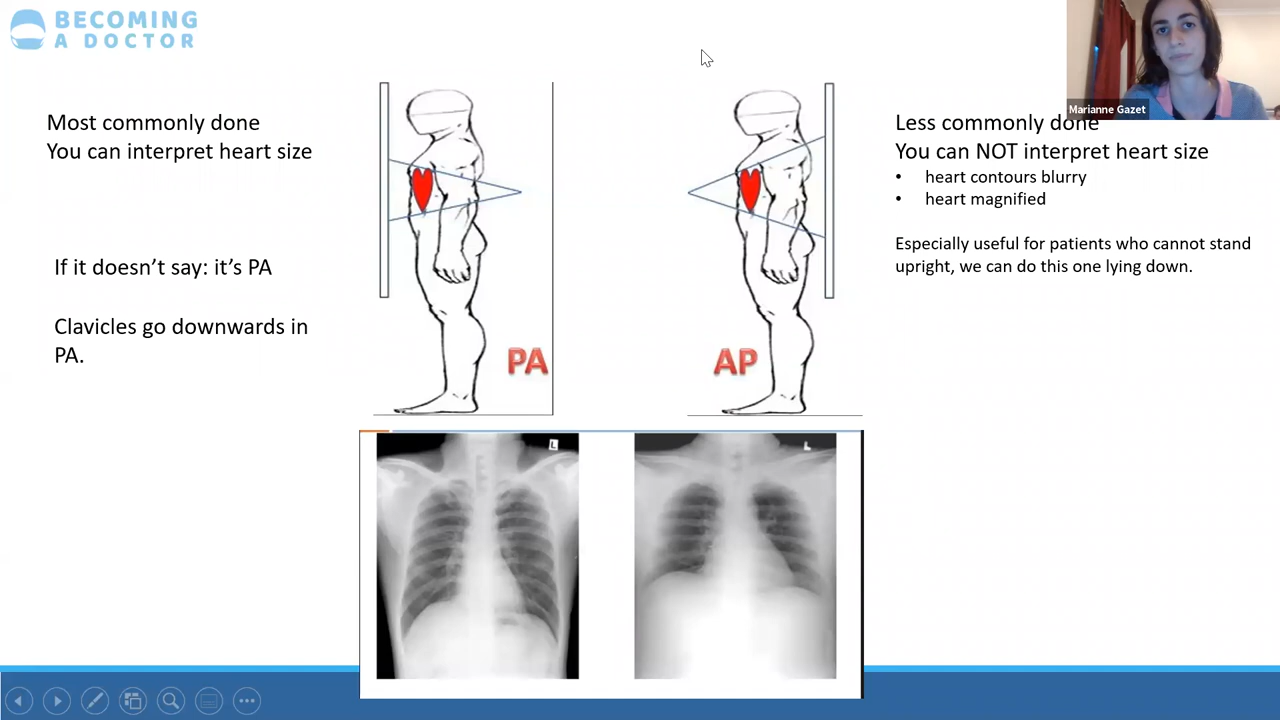 BECOMING
A DOCTOR
Marianne Gazet
Most commonly done
You can interpret heart size
If it doesn't say: it's PA
Clavicles go downwards in
PA.
PA
AP
Less commonly done
You can NOT interpret heart size
• heart contours blurry
• heart magnified
Especially useful for patients who cannot stand
upright, we can do this one lying down.
L
L